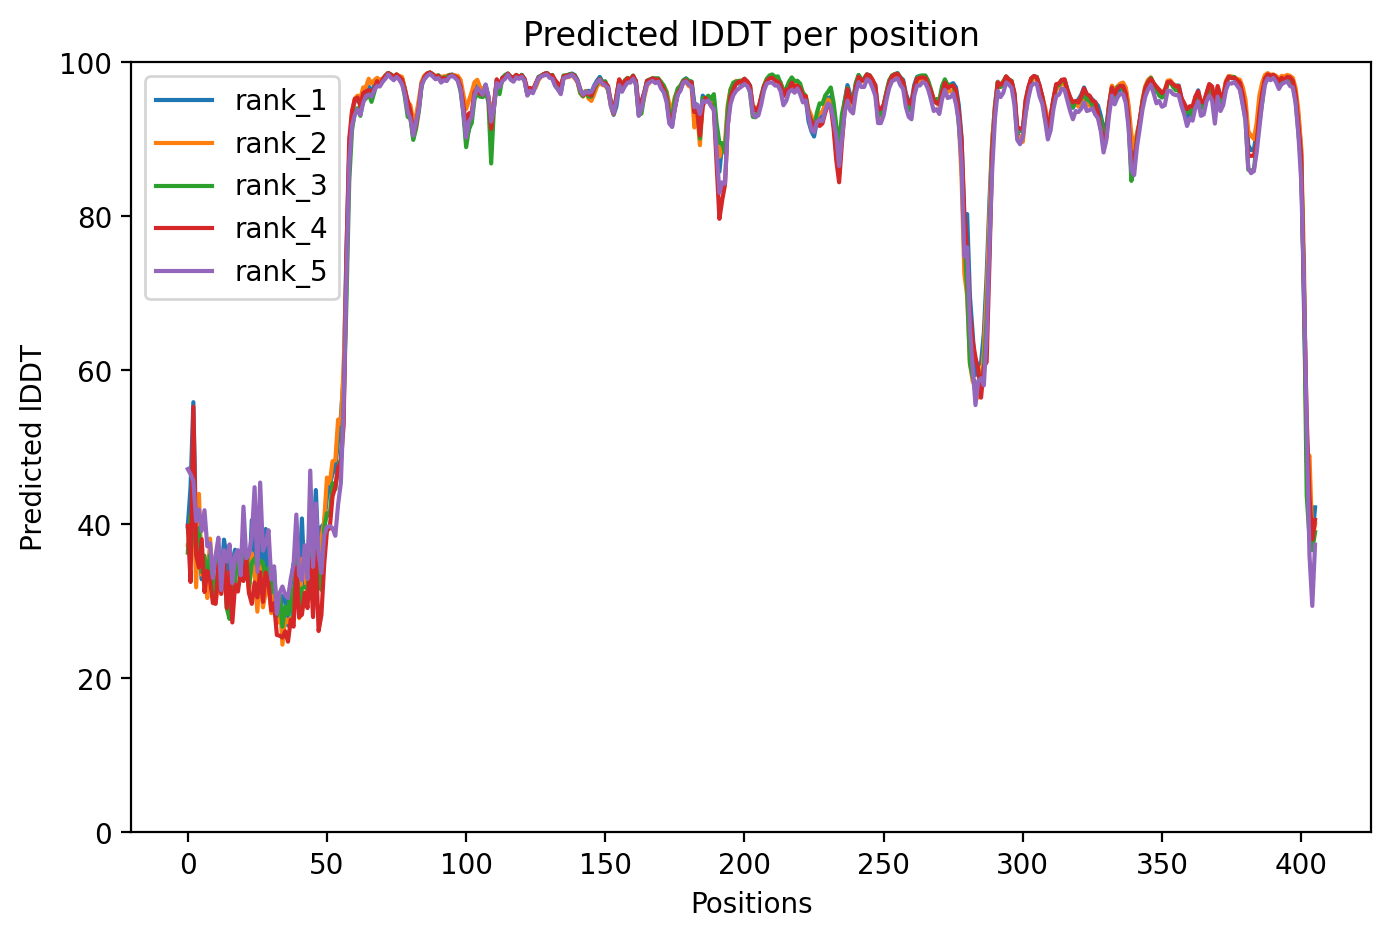 Predicted lDDT per position
100
80
60
40
20
0
Predicted lDDT
rank_1
rank_2
rank_3
rank_4
rank_5
0 50 100 150 200 250 300 350 400
Positions